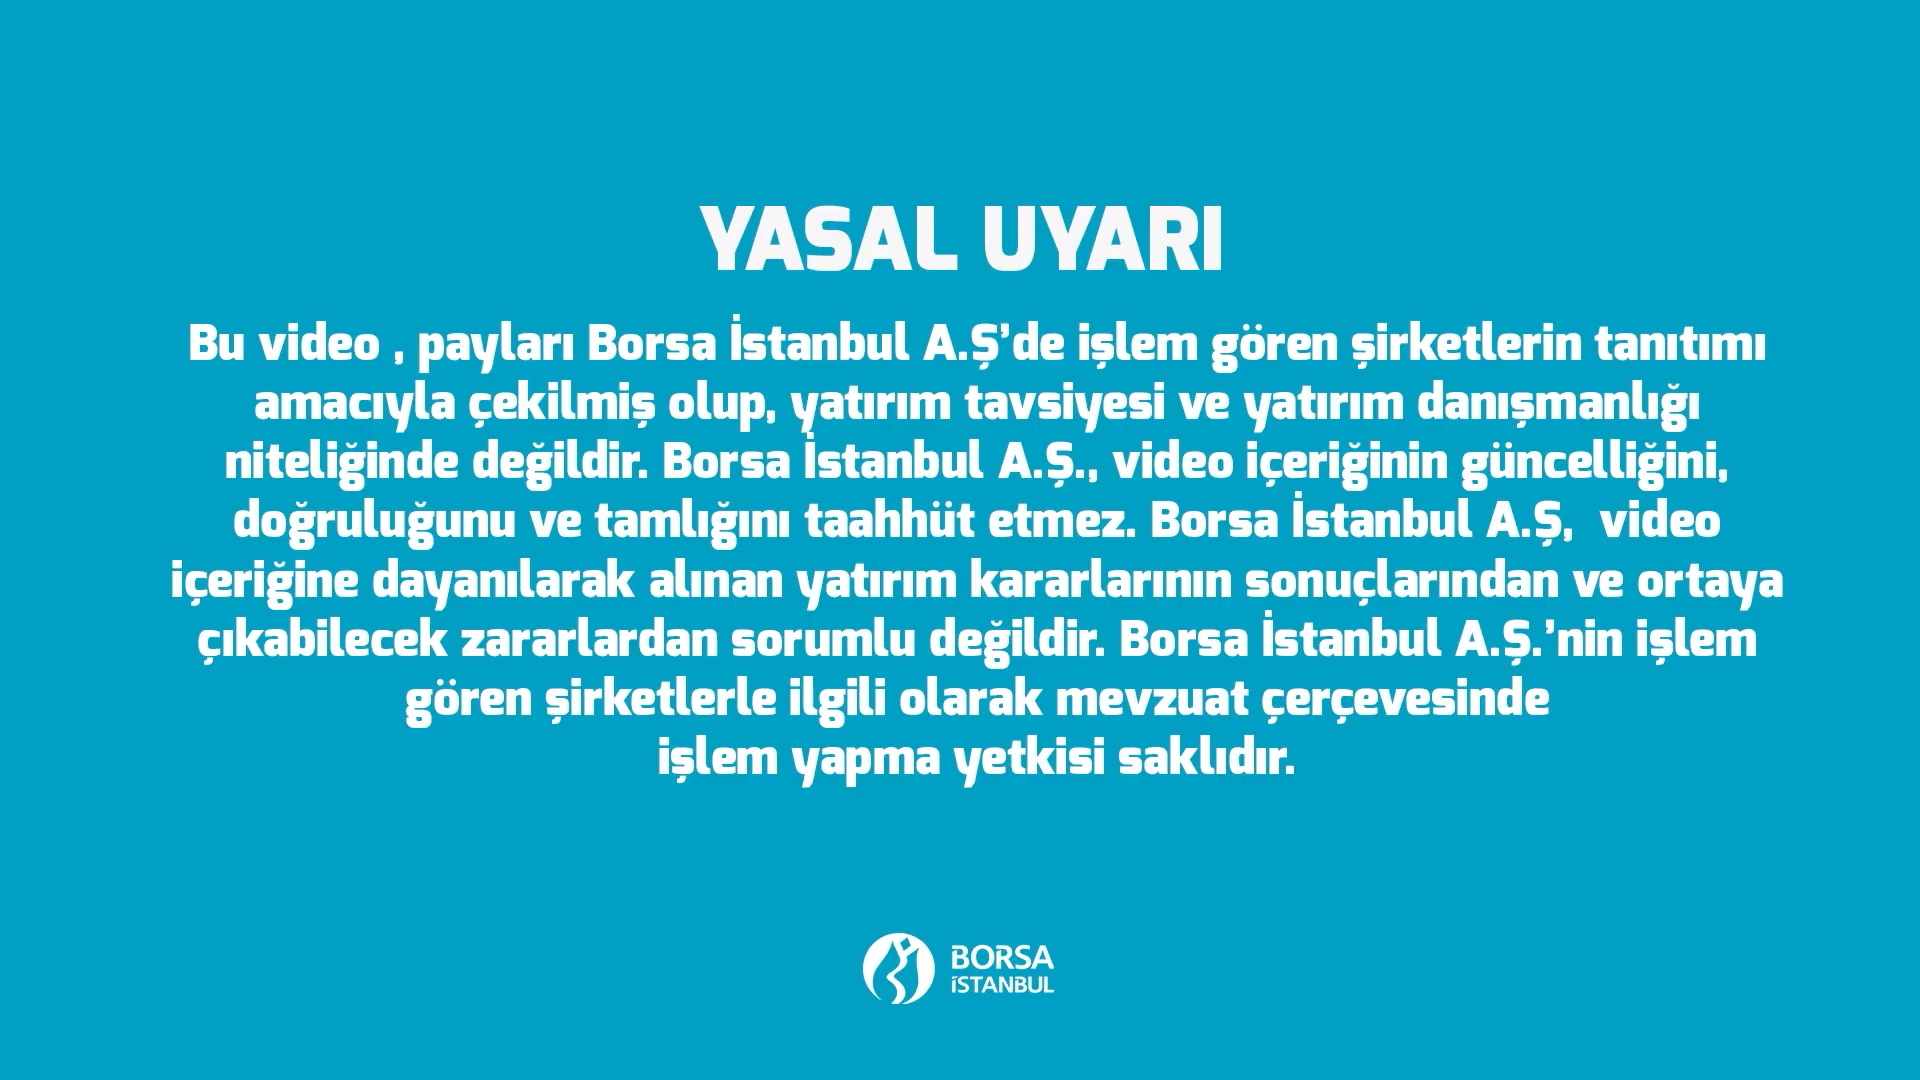 YASAL UYARI
Bu video , payları Borsa İstanbul A.Ş’de işlem gören şirketlerin tanıtımı
amacıyla çekilmiş olup, yatırım tavsiyesi ve yatırım danışmanlığı
niteliğinde değildir. Borsa İstanbul A.Ş., video içeriğinin güncelliğini,
doğruluğunu ve tamlığını taahhüt etmez. Borsa İstanbul A.Ş,  video
içeriğine dayanılarak alınan yatırım kararlarının sonuçlarından ve ortaya
çıkabilecek zararlardan sorumlu değildir. Borsa İstanbul A.Ş.’nin işlem
gören şirketlerle ilgili olarak mevzuat çerçevesinde
işlem yapma yetkisi saklıdır.
BORSA
İSTANBUL